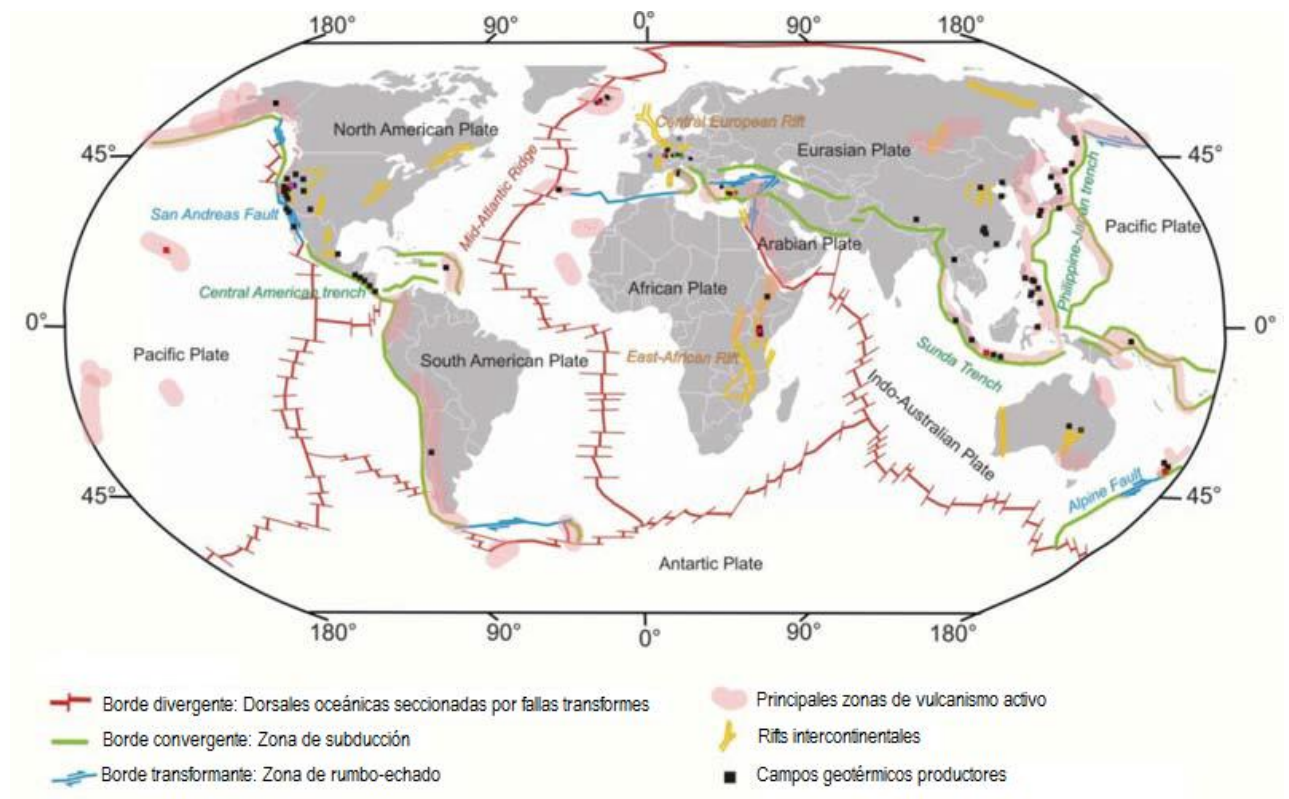 180° 90° 0° 90° 180°
North American Plate
Central European Rift
45°
Eurasian Plate
45°
Mid-Atlantic Ridge
San Andreas Fault
Philippine-Japan trench
Pacific Plate
Arabian Plate
Central American trench
African Plate
0°
0°
Pacific Plate
South American Plate
East-African Rift
Sunda Trench
Indo-Australian Plate
45°
Alpine Fault
45°
Antartic Plate
180° 90° 0° 90° 180°
Borde divergente: Dorsales oceánicas seccionadas por fallas transformes
Borde convergente: Zona de subducción
Borde transformante: Zona de rumbo-echado
Principales zonas de vulcanismo activo
Rifts intercontinentales
Campos geotérmicos productores